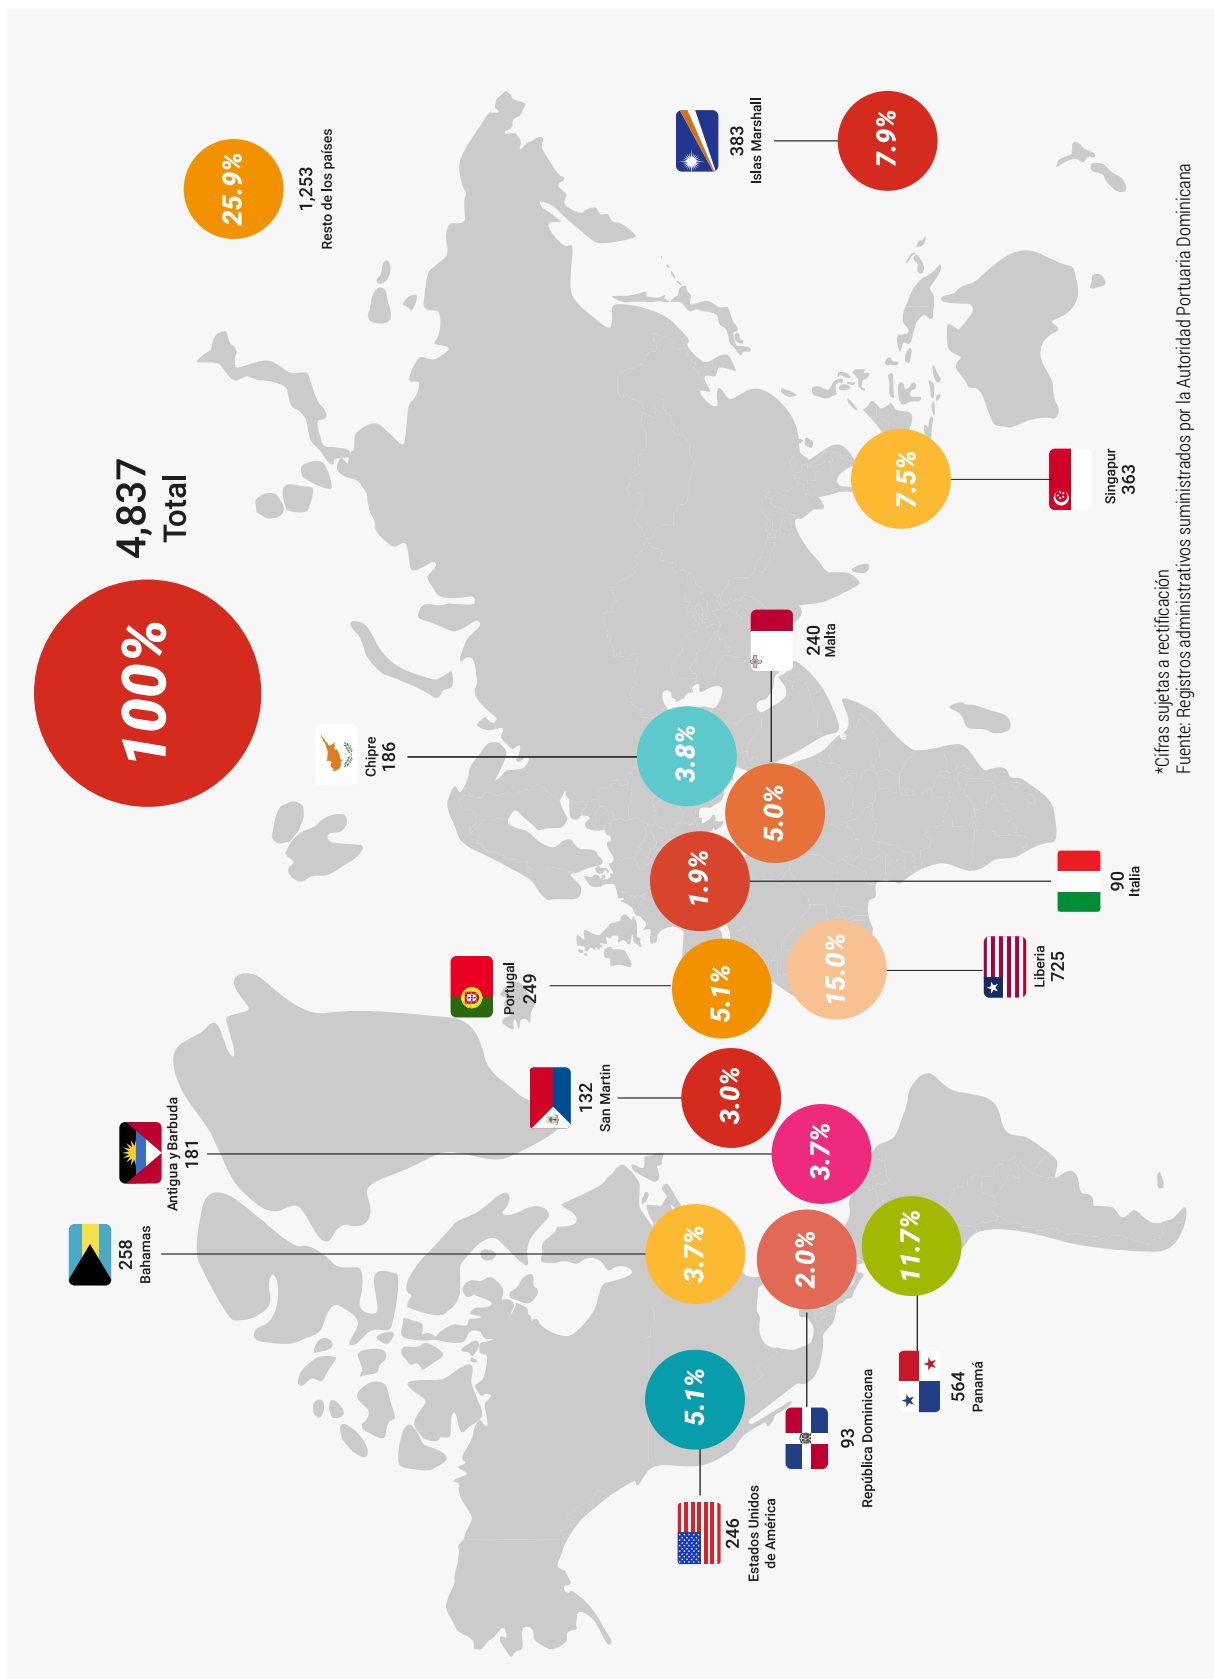 100%
4,837
Total
25.9%
1,253
Resto de los países
258
Bahamas
3.7%
Antigua y Barbuda
181
3.7%
Chipre
186
3.8%
Portugal
249
5.1%
132
San Martin
3.0%
246
Estados Unidos
de América
5.1%
93
República Dominicana
2.0%
564
Panamá
11.7%
Liberia
725
15.0%
90
Italia
1.9%
240
Malta
5.0%
Singapur
363
7.5%
383
Islas Marshall
7.9%
*Cifras sujetas a rectificación
Fuente: Registros administrativos suministrados por la Autoridad Portuaria Dominicana